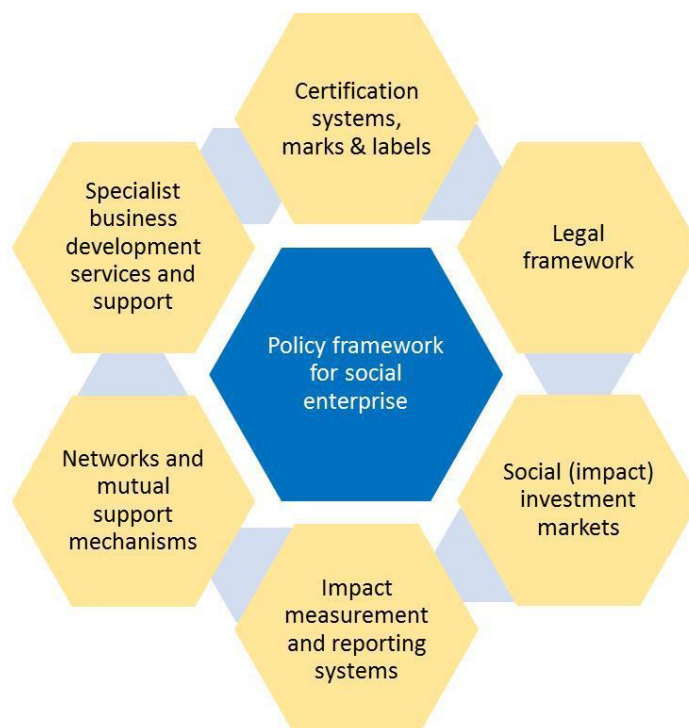 Certification
systems,
marks & labels
Specialist
business
development
services and
support
Legal
framework
Policy framework
for social
enterprise
Networks and
mutual
support
mechanisms
Social (impact)
investment
markets
Impact
measurement
and reporting
systems